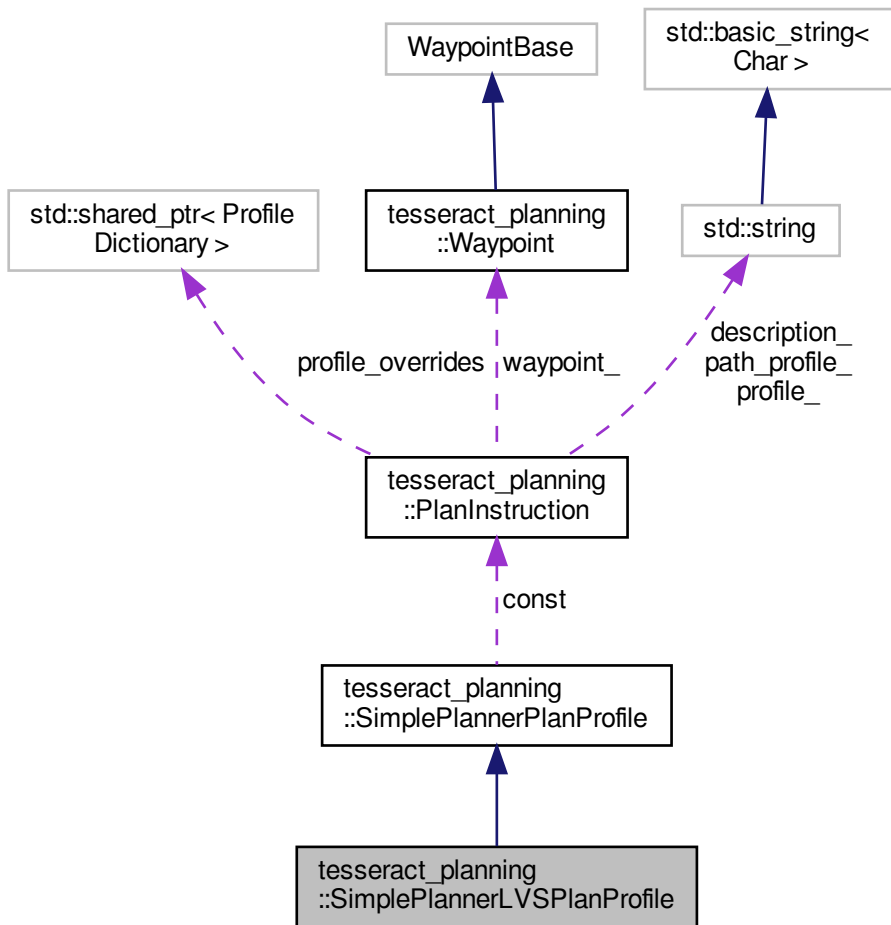 WaypointBase
std::basic_string<
Char >
std::shared_ptr< Profile
Dictionary >
tesseract_planning
::Waypoint
std::string
profile_overrides
waypoint_
description_
path_profile_
profile_
tesseract_planning
::PlanInstruction
const
tesseract_planning
::SimplePlannerPlanProfile
tesseract_planning
::SimplePlannerLVSPlanProfile